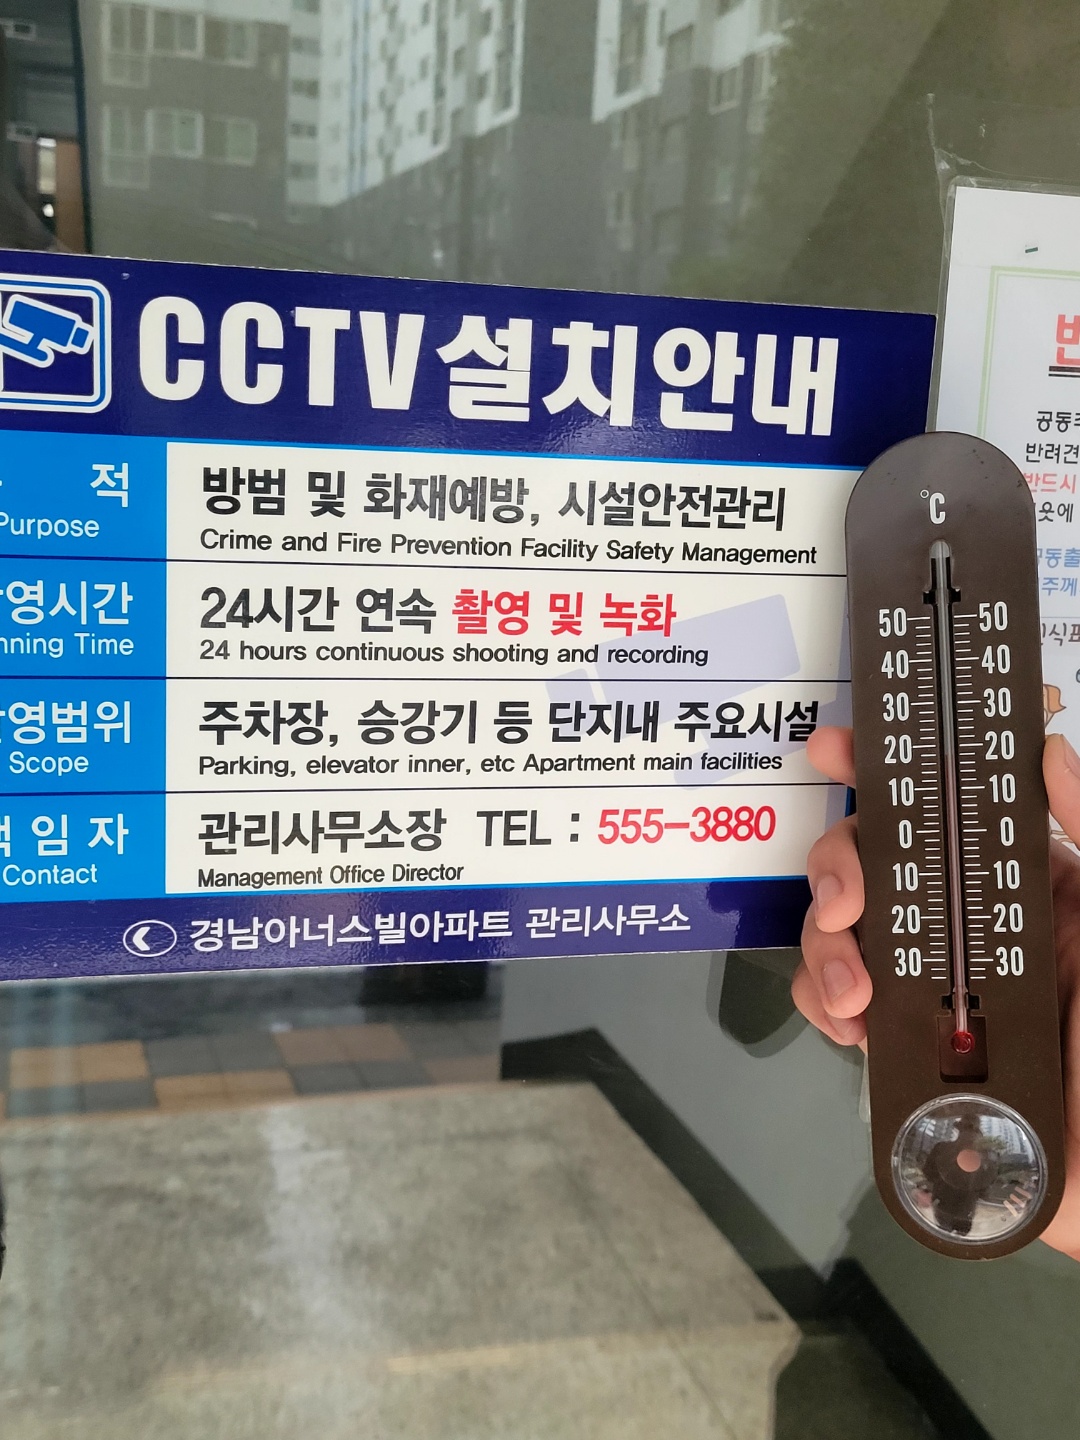 CCTV설치안내
적
방범 및 화재예방, 시설안전관리
Purpose
Crime and Fire Prevention Facility Safety Management
영시간
24시간 연속 촬영 및 녹화
Time
24 hours continuous shooting and recording
영범위
주차장, 승강기 등 단지내 주요시설
Scope
Parking, elevator inner, etc Apartment main facilities
임 자
관리사무소장 TEL : 555-3880
Contact
Management Office Director
경남아너스빌아파트 관리사무소
°C
50 50
40 40
30 30
20 20
10 10
0 0
10 10
20 20
30 30
공동
반려견
반드시